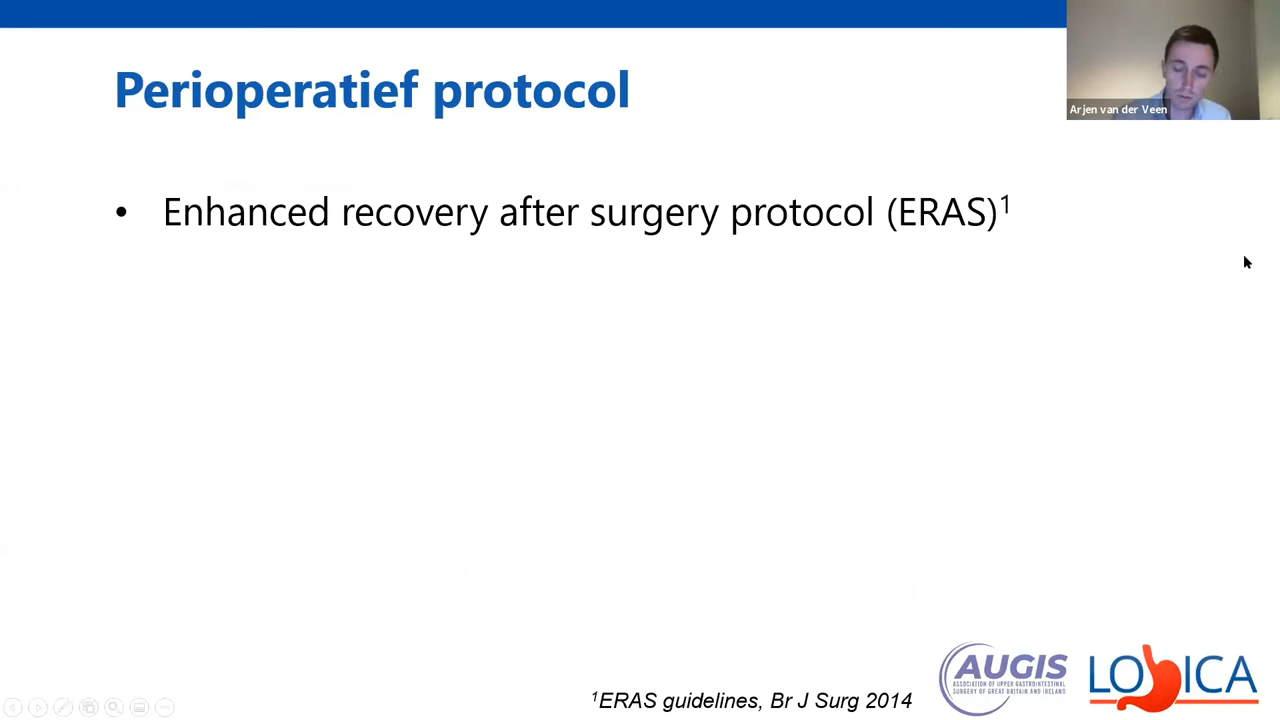 Perioperatief protocol
Arjen van der Veen
• Enhanced recovery after surgery protocol (ERAS)¹
¹ERAS guidelines, Br J Surg 2014
AUGIS
ASSOCIATION OF UPPER GASTROINTESTINAL
SURGERY OF GREAT BRITAIN AND IRELAND
LOGICA